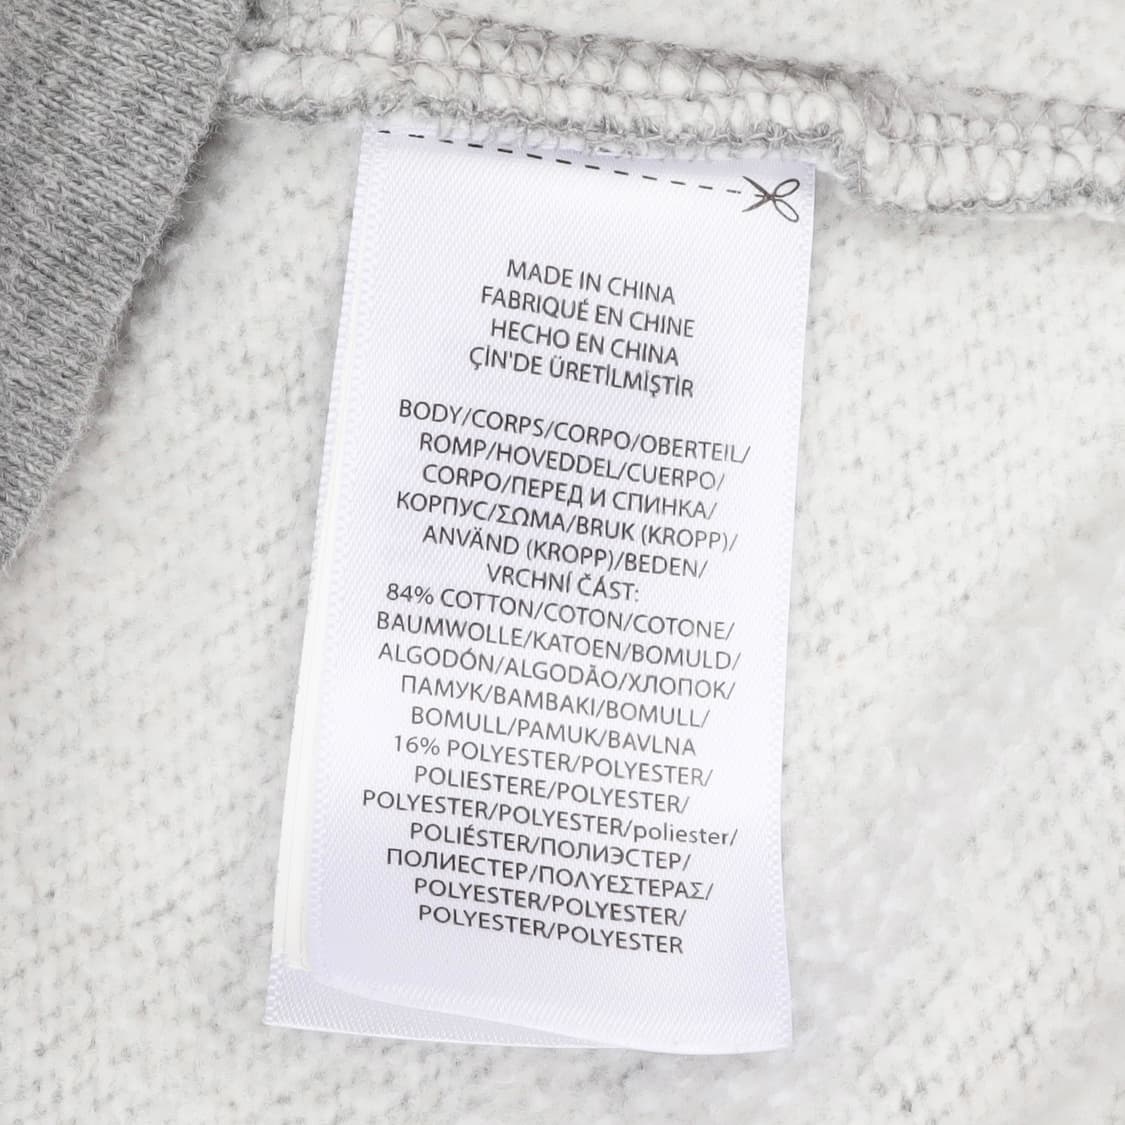 MADE IN CHINA
FABRIQUÉ EN CHINE
HECHO EN CHINA
ÇİN'DE ÜRETİLMİŞTİR
BODY/CORPS/CORPO/OBERTEIL/
ROMP/HOVEDDEL/CUERPO/
CORPO/ПЕРЕД И СПИНКА/
КОРПУС/ΣΩΜΑ/BRUK (KROPP)/
ANVÄND (KROPP)/BEDEN/
VRCHNÍ ČÁST:
84% COTTON/COTON/COTONE/
BAUMWOLLE/KATOEN/BOMULD/
ALGODÓN/ALGODÃO/ХЛОПОК/
ПАМУК/BAMBAKI/BOMULL/
BOMULL/PAMUK/BAVLNA
16% POLYESTER/POLYESTER/
POLIESTERE/POLYESTER/
POLYESTER/POLYESTER/poliester/
POLIÉSTER/ПОЛИЭСТЕР/
ПОЛИЕСТЕР/ΠΟΛΥΕΣΤΕΡΑΣ/
POLYESTER/POLYESTER/
POLYESTER/POLYESTER